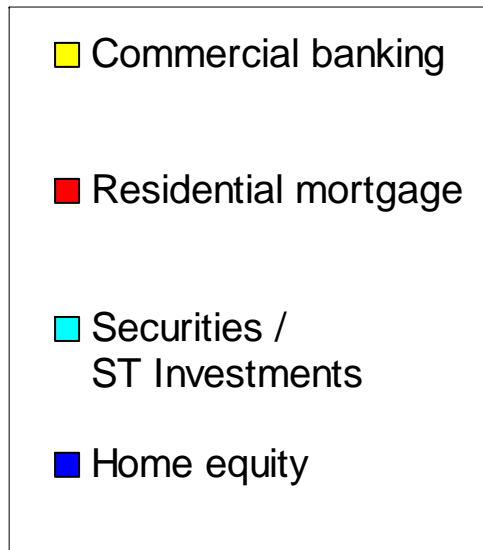 Commercial banking
Residential mortgage
Securities /
ST Investments
Home equity